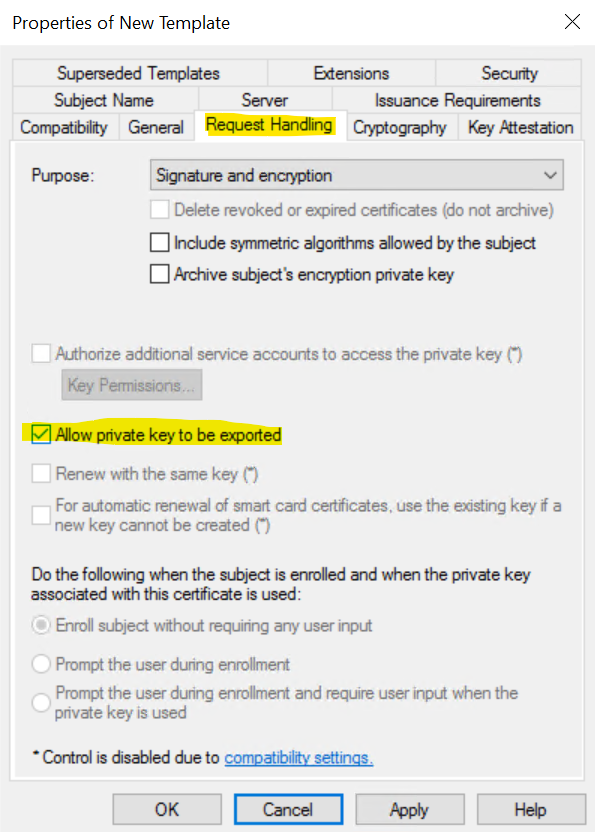 Properties of New Template
Superseded Templates Extensions Security
Subject Name Server Issuance Requirements
Compatibility General Request Handling Cryptography Key Attestation
Purpose: Signature and encryption
Delete revoked or expired certificates (do not archive)
Include symmetric algorithms allowed by the subject
Archive subject's encryption private key
Authorize additional service accounts to access the private key (*)
Key Permissions...
Allow private key to be exported
Renew with the same key (*)
For automatic renewal of smart card certificates, use the existing key if a
new key cannot be created (*)
Do the following when the subject is enrolled and when the private key
associated with this certificate is used:
Enroll subject without requiring any user input
Prompt the user during enrollment
Prompt the user during enrollment and require user input when the
private key is used
* Control is disabled due to compatibility settings.
OK Cancel Apply Help